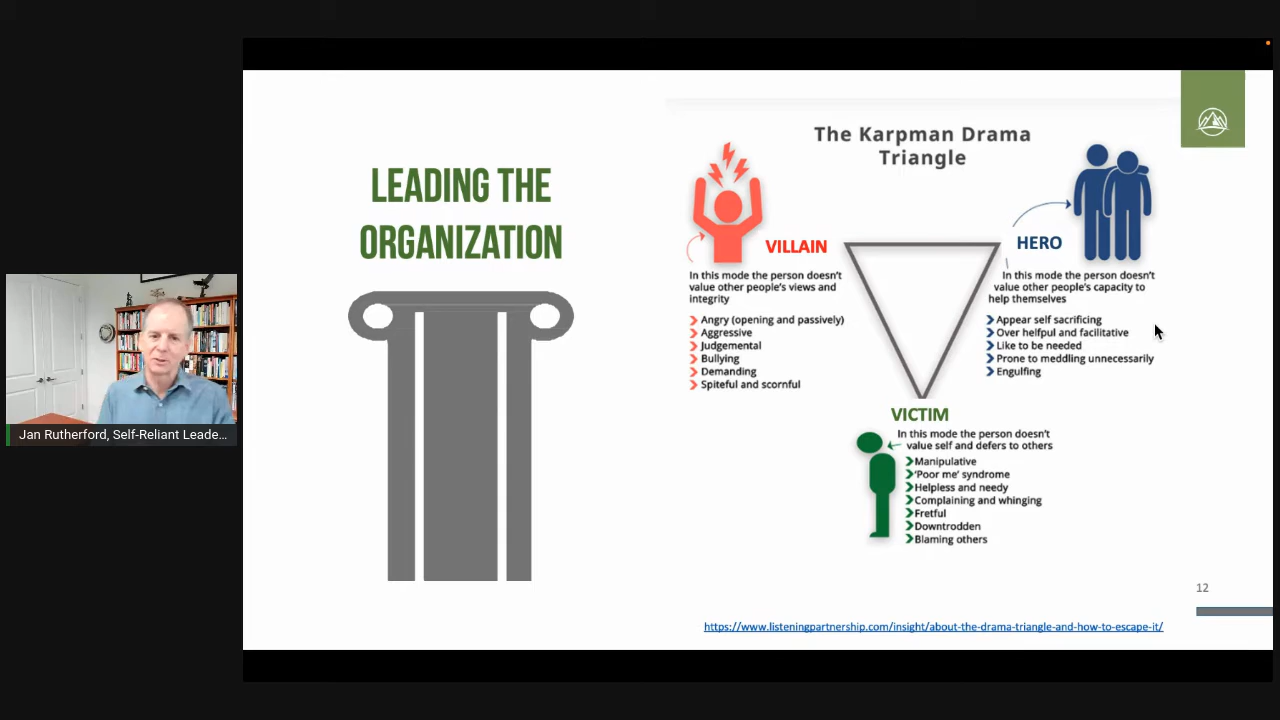 LEADING THE
ORGANIZATION
The Karpman Drama
Triangle
VILLAIN
In this mode the person doesn't
value other people's views and
integrity
Angry (opening and passively)
Aggressive
Judgemental
Bullying
Demanding
Spiteful and scornful
HERO
In this mode the person doesn't
value other people's capacity to
help themselves
Appear self sacrificing
Over helpful and facilitative
Like to be needed
Prone to meddling unnecessarily
Engulfing
VICTIM
In this mode the person doesn't
value self and defers to others
Manipulative
'Poor me' syndrome
Helpless and needy
Complaining and whinging
Fretful
Downtrodden
Blaming others
12
https://www.listeningpartnership.com/insight/about-the-drama-triangle-and-how-to-escape-it/
Jan Rutherford, Self-Reliant Leade...